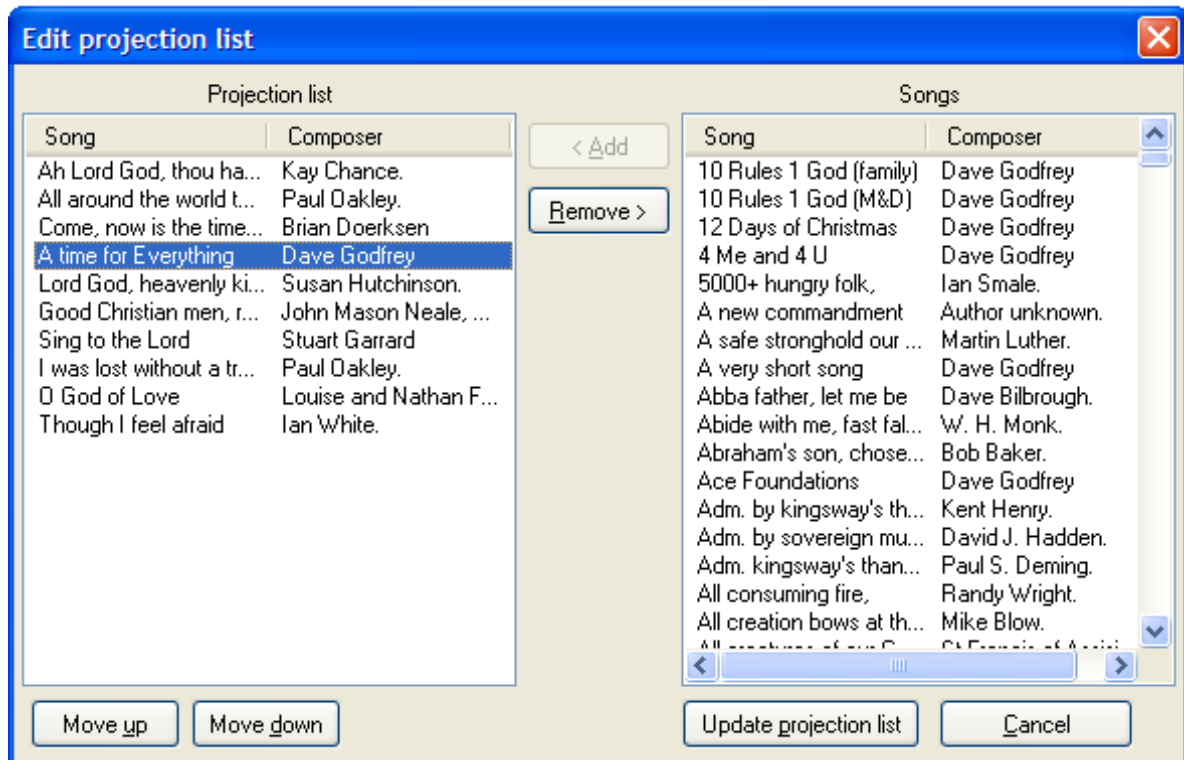 Edit projection list
Projection list
Song Composer
Ah Lord God, thou ha... Kay Chance.
All around the world t... Paul Oakley.
Come, now is the time... Brian Doerksen
A time for Everything Dave Godfrey
Lord God, heavenly ki... Susan Hutchinson.
Good Christian men, r... John Mason Neale, ...
Sing to the Lord Stuart Garrard
I was lost without a tr... Paul Oakley.
O God of Love Louise and Nathan F...
Though I feel afraid Ian White.
Move up Move down
< Add
Remove >
Songs
Song Composer
10 Rules 1 God (family) Dave Godfrey
10 Rules 1 God (M&D) Dave Godfrey
12 Days of Christmas Dave Godfrey
4 Me and 4 U Dave Godfrey
5000+ hungry folk, Ian Smale.
A new commandment Author unknown.
A safe stronghold our ... Martin Luther.
A very short song Dave Godfrey
Abba father, let me be Dave Bilbrough.
Abide with me, fast fal... W. H. Monk.
Abraham's son, chose... Bob Baker.
Ace Foundations Dave Godfrey
Adm. by kingsway's th... Kent Henry.
Adm. by sovereign mu... David J. Hadden.
Adm. kingsway's than... Paul S. Deming.
All consuming fire, Randy Wright.
All creation bows at th... Mike Blow.
All creatures of our G... St Francis of Assisi
Update projection list Cancel